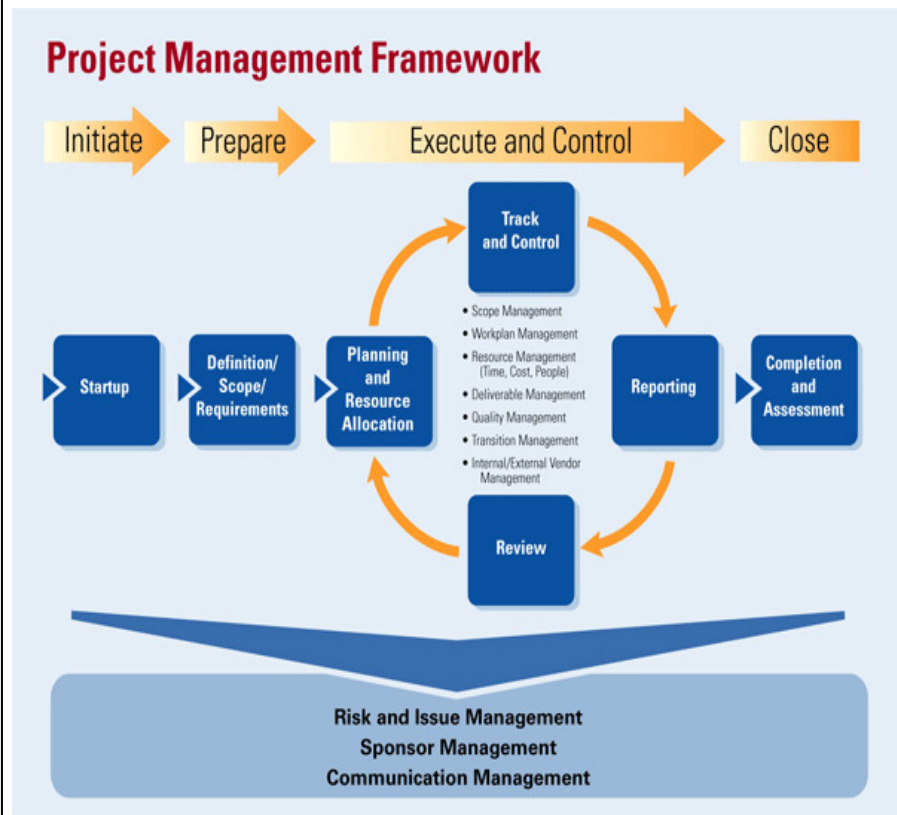 Project Management Framework
Initiate
Prepare
Execute and Control
Close
Track
and Control
• Scope Management
• Workplan Management
• Resource Management
(Time, Cost, People)
• Deliverable Management
• Quality Management
• Transition Management
• Internal/External Vendor
Management
Startup
Definition/
Scope/
Requirements
Planning
and
Resource
Allocation
Reporting
Completion
and
Assessment
Review
Risk and Issue Management
Sponsor Management
Communication Management